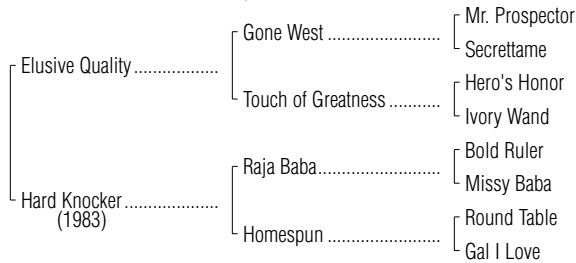 Mr. Prospector
Gone West ......................
Secrettame
Elusive Quality .................
Hero's Honor
Touch of Greatness ..........
Ivory Wand
Bold Ruler
Raja Baba........................
Missy Baba
Hard Knocker ...................
(1983)
Round Table
Homespun ......................
Gal I Love